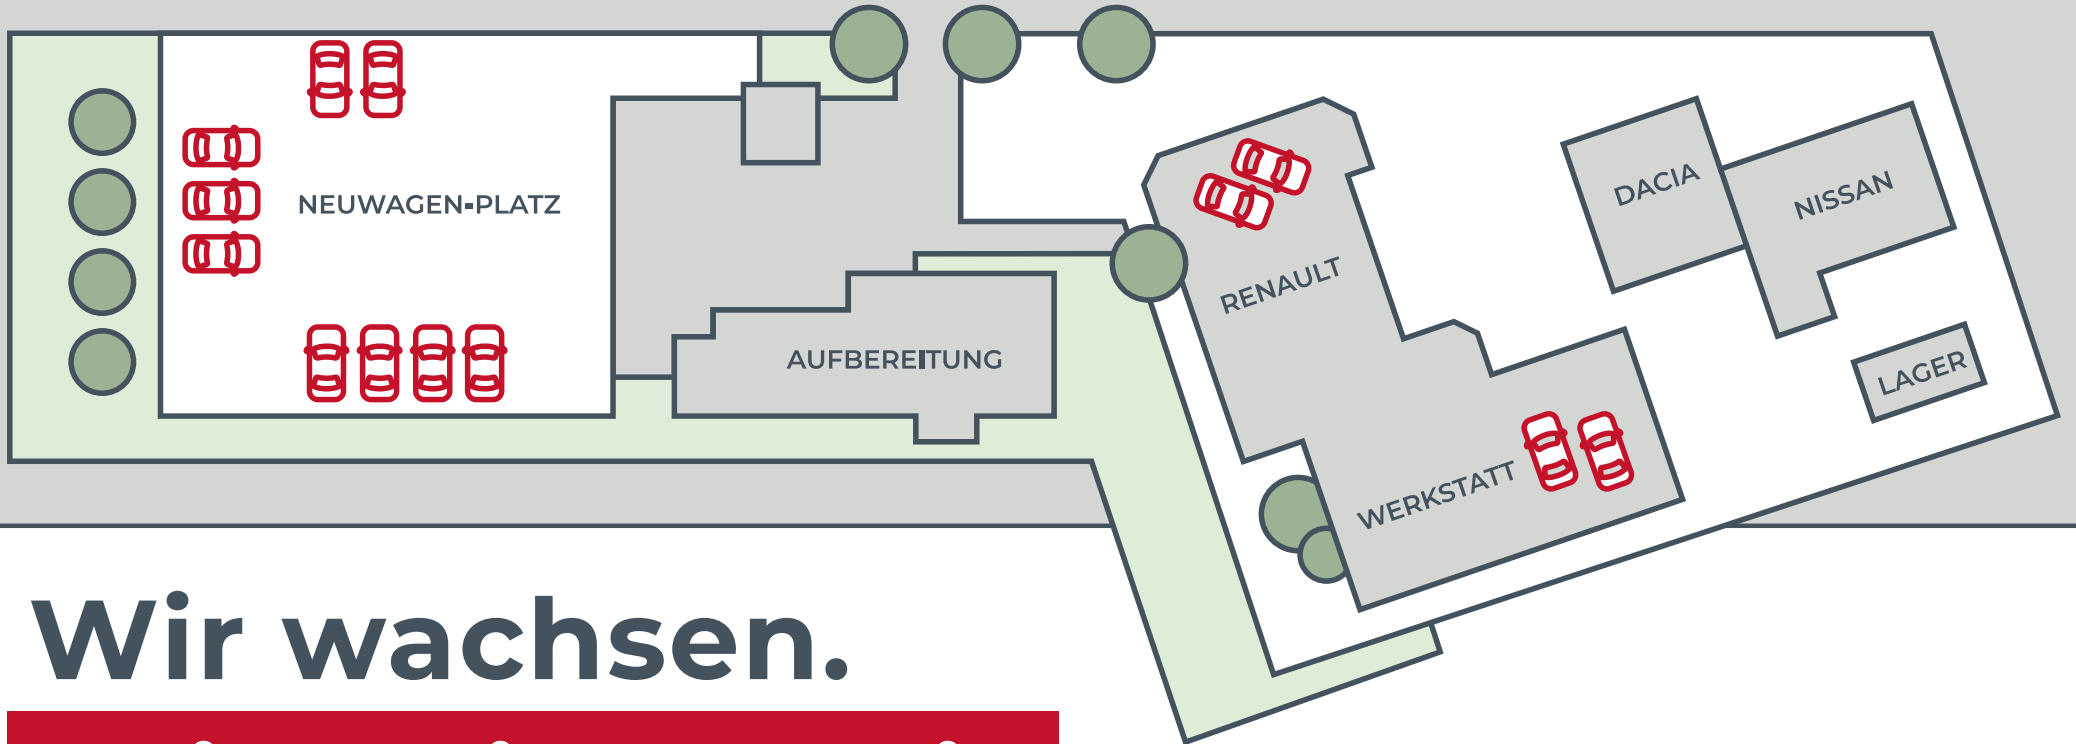 NEUWAGEN-PLATZ
AUFBEREITUNG
RENAULT
WERKSTATT
DACIA
NISSAN
LAGER
Wir wachsen.